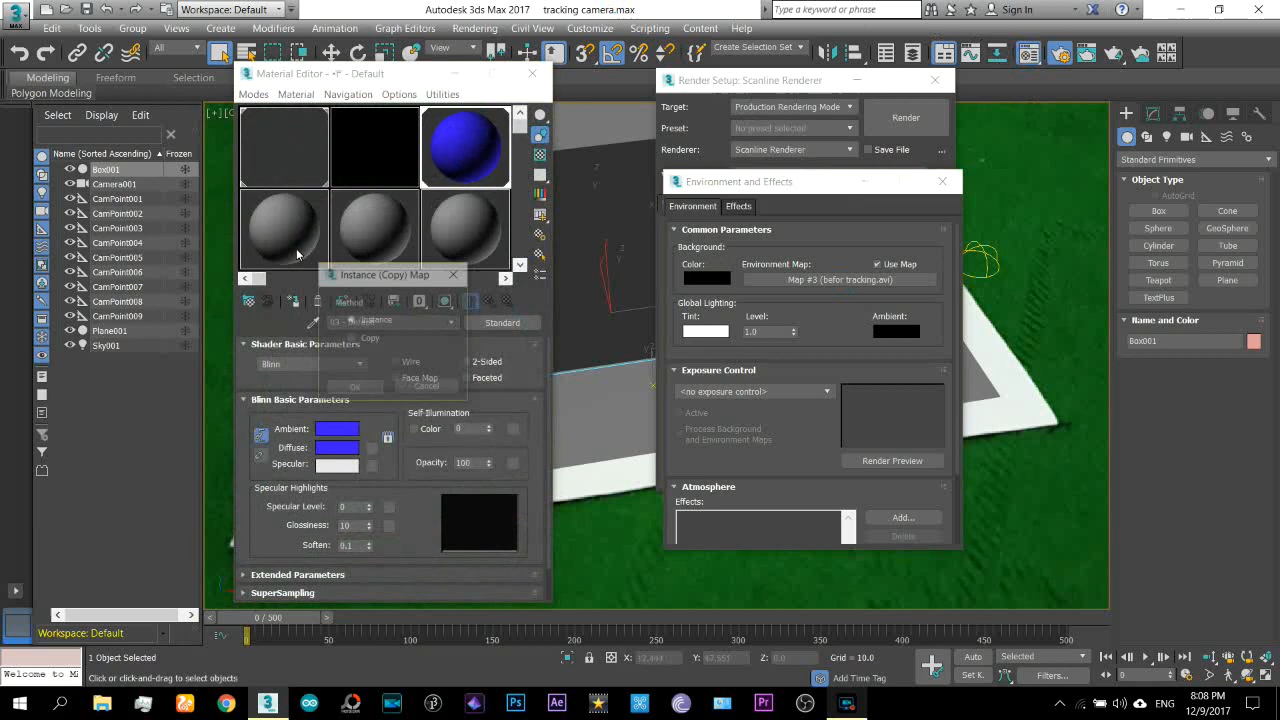 3
MAX
Workspace: Default
Autodesk 3ds Max 2017
tracking camera.max
Type a keyword or phrase
Sign In
Edit
Tools
Group
Views
Create
Modifiers
Animation
Graph Editors
Rendering
Civil View
Customize
Scripting
Content
Help
All
View
Create Selection Set
Modeling
Freeform
Selection
Polygon Modeling
Select
Display
Edit
Name (Sorted Ascending)
Frozen
Box001
Camera001
CamPoint001
CamPoint002
CamPoint003
CamPoint004
CamPoint005
CamPoint006
CamPoint007
CamPoint008
CamPoint009
Plane001
Sky001
Workspace: Default
Modes
Material
Navigation
Options
Utilities
Instance (Copy) Map
Method
Instance
Copy
OK
Cancel
Standard
Shader Basic Parameters
Blinn
Wire
2-Sided
Face Map
Faceted
Blinn Basic Parameters
Self-Illumination
Ambient:
Color
0
Diffuse:
Specular:
Opacity:
100
Specular Highlights
Specular Level:
0
Glossiness:
10
Soften:
0.1
Extended Parameters
SuperSampling
Render Setup: Scanline Renderer
Target:
Production Rendering Mode
Render
Preset:
No preset selected
Renderer:
Scanline Renderer
Save File
...
Environment and Effects
Environment
Effects
Common Parameters
Background:
Color:
Environment Map:
Use Map
Map #3 (befor tracking.avi)
Global Lighting:
Tint:
Level:
Ambient:
1.0
Exposure Control
<no exposure control>
Active
Process Background
and Environment Maps
Render Preview
Atmosphere
Effects:
Add...
Delete
Standard Primitives
Object Type
AutoGrid
Box
Cone
Sphere
GeoSphere
Cylinder
Tube
Torus
Pyramid
Teapot
Plane
TextPlus
Name and Color
Box001
0 / 500
0
50
100
150
200
250
300
350
400
450
500
1 Object Selected
Click or click-and-drag to select objects
Welcome to Mi
X: 12.444
Y: 47.551
Z: 0.0
Grid = 10.0
Add Time Tag
Auto
Selected
Set K.
Filters...
0
ENG
8:08 PM
12/9/2017